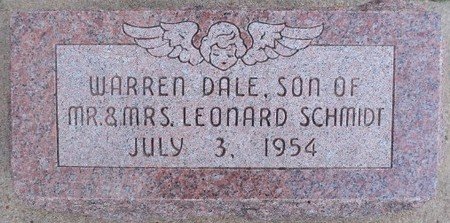 WARREN DALE, SON OF
MR. & MRS. LEONARD SCHMIDT
JULY 3, 1954